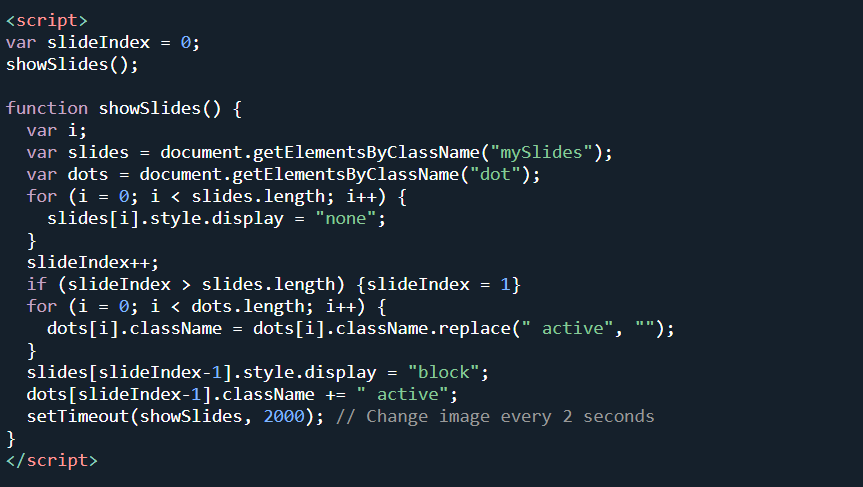 <script>
var slideIndex = 0;
showSlides();

function showSlides() {
  var i;
  var slides = document.getElementsByClassName("mySlides");
  var dots = document.getElementsByClassName("dot");
  for (i = 0; i < slides.length; i++) {
    slides[i].style.display = "none";
  }
  slideIndex++;
  if (slideIndex > slides.length) {slideIndex = 1}
  for (i = 0; i < dots.length; i++) {
    dots[i].className = dots[i].className.replace(" active", "");
  }
  slides[slideIndex-1].style.display = "block";
  dots[slideIndex-1].className += " active";
  setTimeout(showSlides, 2000); // Change image every 2 seconds
}
</script>